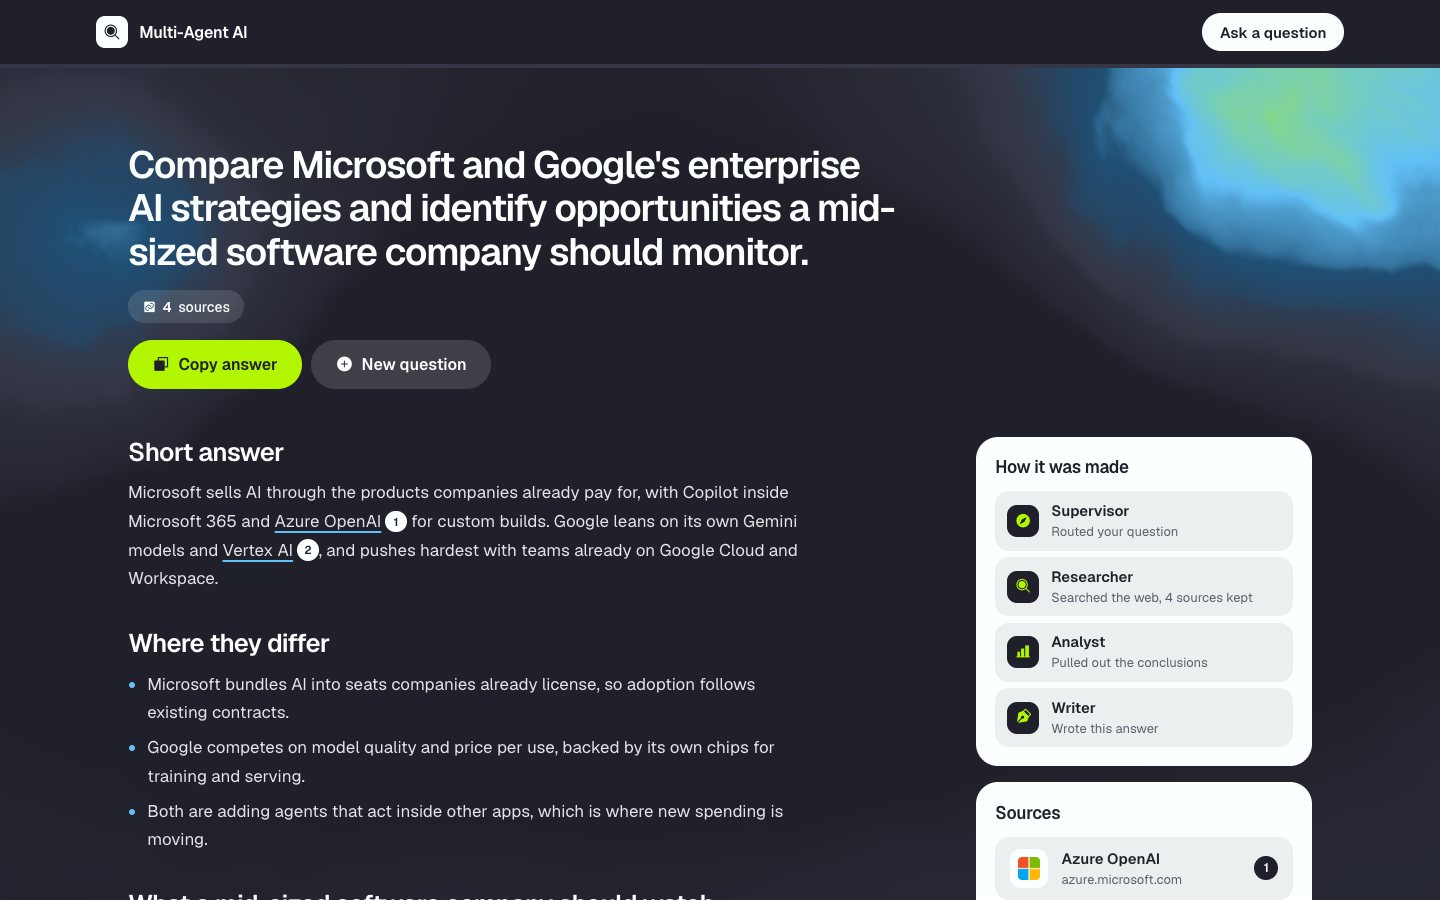 Multi-Agent AI
Ask a question
Compare Microsoft and Google's enterprise
AI strategies and identify opportunities a mid-
sized software company should monitor.
4 sources
Copy answer
New question
Short answer
Microsoft sells AI through the products companies already pay for, with Copilot inside
Microsoft 365 and Azure OpenAI 1 for custom builds. Google leans on its own Gemini
models and Vertex AI 2, and pushes hardest with teams already on Google Cloud and
Workspace.
Where they differ
Microsoft bundles AI into seats companies already license, so adoption follows
existing contracts.
Google competes on model quality and price per use, backed by its own chips for
training and serving.
Both are adding agents that act inside other apps, which is where new spending is
moving.
What a mid-sized software company should watch
How it was made
Supervisor
Routed your question
Researcher
Searched the web, 4 sources kept
Analyst
Pulled out the conclusions
Writer
Wrote this answer
Sources
Azure OpenAI
azure.microsoft.com
1